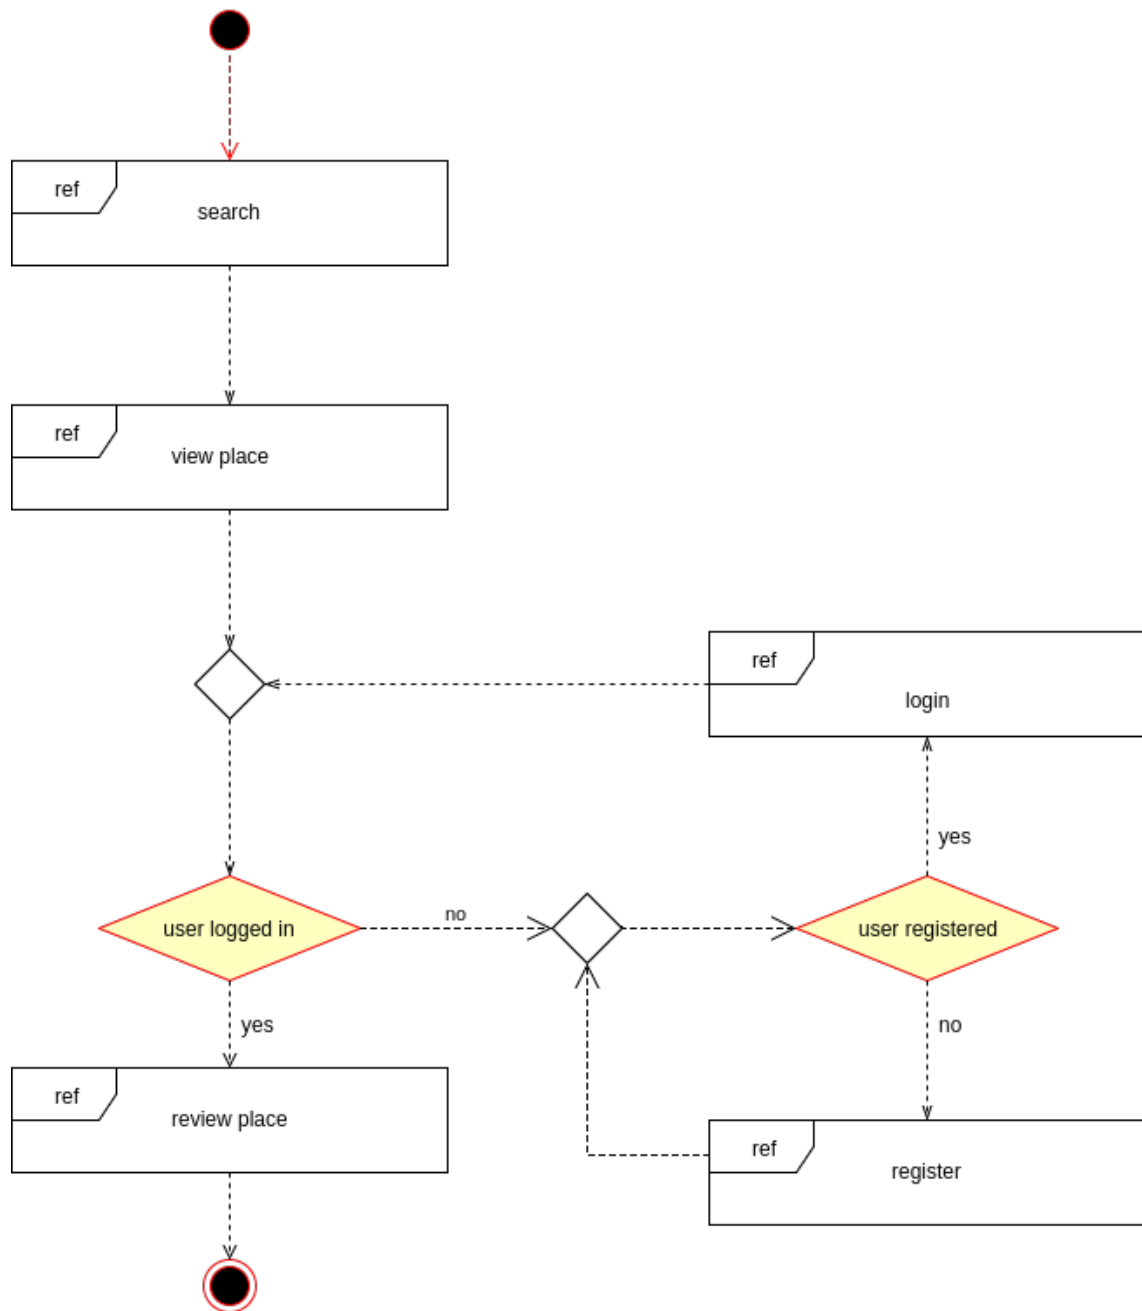 ref
search
ref
view place
ref
login
yes
user logged in
no
user registered
yes
no
ref
review place
ref
register